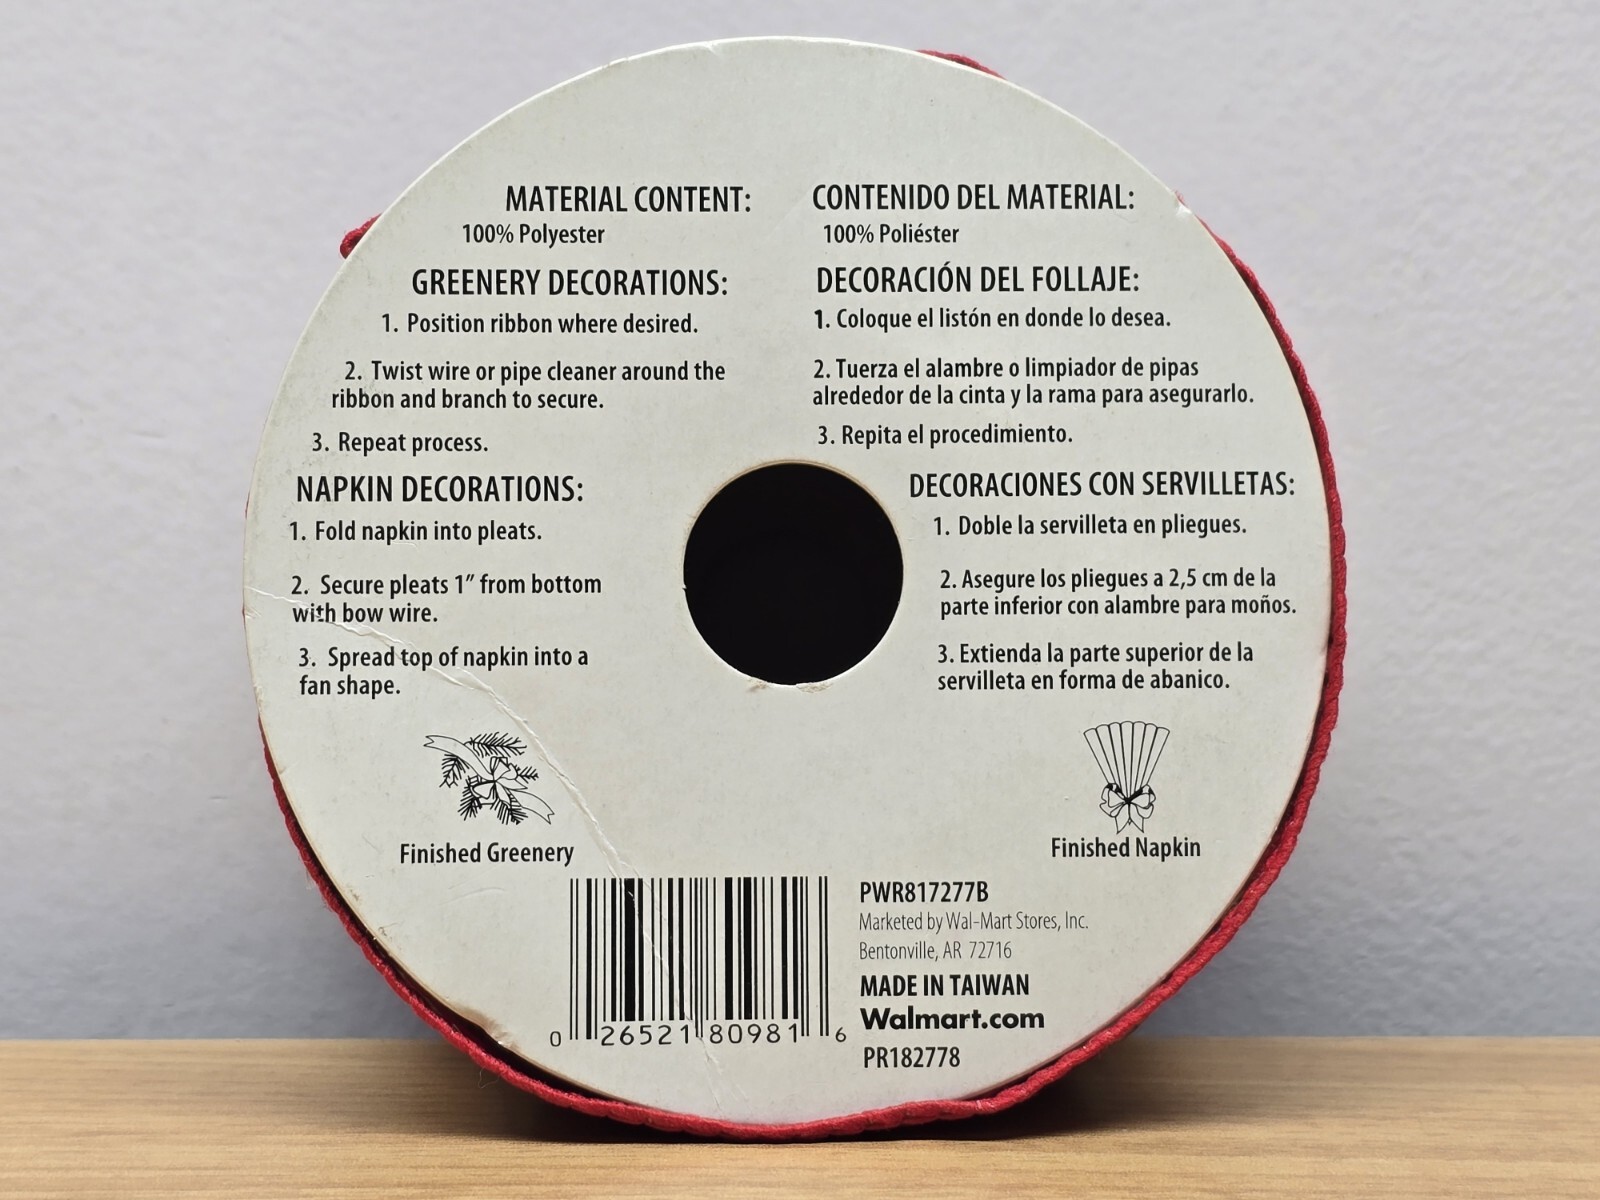 MATERIAL CONTENT:
100% Polyester
GREENERY DECORATIONS:
1. Position ribbon where desired.
2. Twist wire or pipe cleaner around the
ribbon and branch to secure.
3. Repeat process.
NAPKIN DECORATIONS:
1. Fold napkin into pleats.
2. Secure pleats 1" from bottom
with bow wire.
3. Spread top of napkin into a
fan shape.
Finished Greenery
CONTENIDO DEL MATERIAL:
100% Poliéster
DECORACIÓN DEL FOLLAJE:
1. Coloque el listón en donde lo desea.
2. Tuerza el alambre o limpiador de pipas
alrededor de la cinta y la rama para asegurarlo.
3. Repita el procedimiento.
DECORACIONES CON SERVILLETAS:
1. Doble la servilleta en pliegues.
2. Asegure los pliegues a 2,5 cm de la
parte inferior con alambre para moños.
3. Extienda la parte superior de la
servilleta en forma de abanico.
Finished Napkin
0 26521 80981 6
PWR817277B
Marketed by Wal-Mart Stores, Inc.
Bentonville, AR 72716
MADE IN TAIWAN
Walmart.com
PR182778